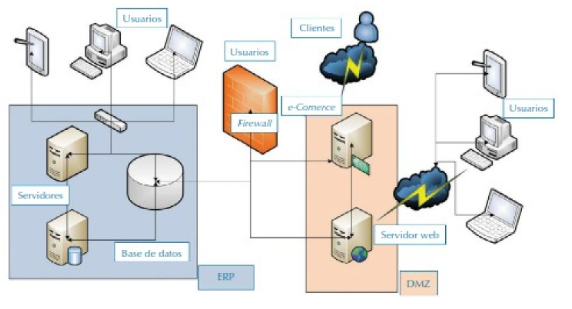 Usuarios
Clientes
Usuarios
e-Comerce
Usuarios
Firewall
Servidores
Servidor web
Base de datos
ERP
DMZ